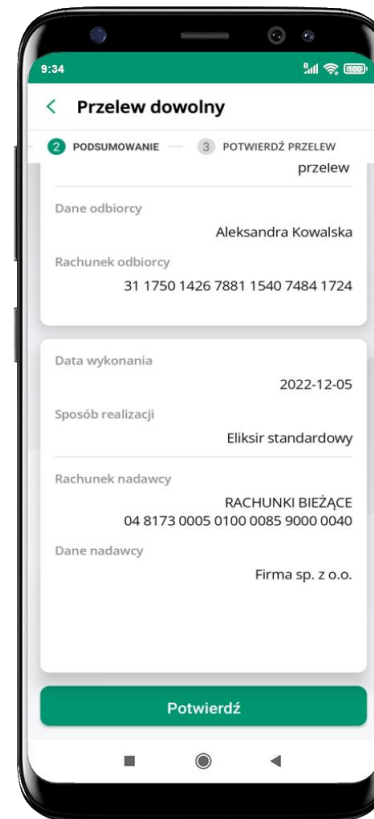 9:34
Przelew dowolny
2 PODSUMOWANIE 3 POTWIERDŹ PRZELEW
przelew
Dane odbiorcy
Aleksandra Kowalska
Rachunek odbiorcy
31 1750 1426 7881 1540 7484 1724
Data wykonania
2022-12-05
Sposób realizacji
Eliksir standardowy
Rachunek nadawcy
RACHUNKI BIEŻĄCE
04 8173 0005 0100 0085 9000 0040
Dane nadawcy
Firma sp. z o.o.
Potwierdź